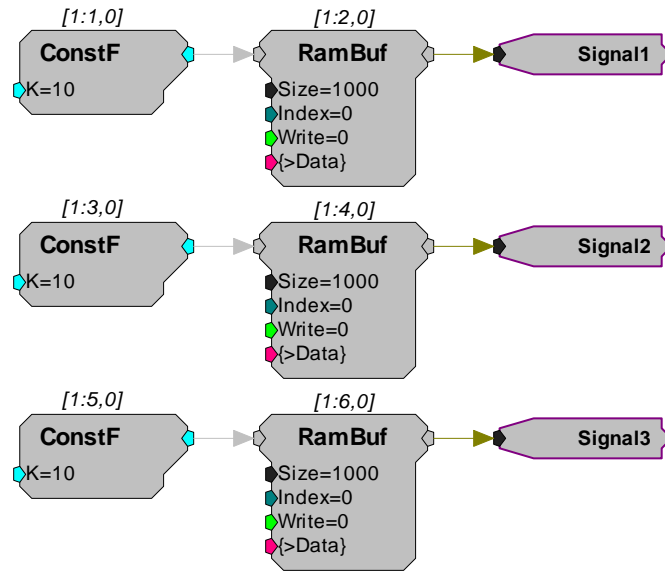 [1:1,0] [1:2,0]
ConstF RamBuf Signal1
K=10 Size=1000
Index=0
Write=0
{>Data}
[1:3,0] [1:4,0]
ConstF RamBuf Signal2
K=10 Size=1000
Index=0
Write=0
{>Data}
[1:5,0] [1:6,0]
ConstF RamBuf Signal3
K=10 Size=1000
Index=0
Write=0
{>Data}